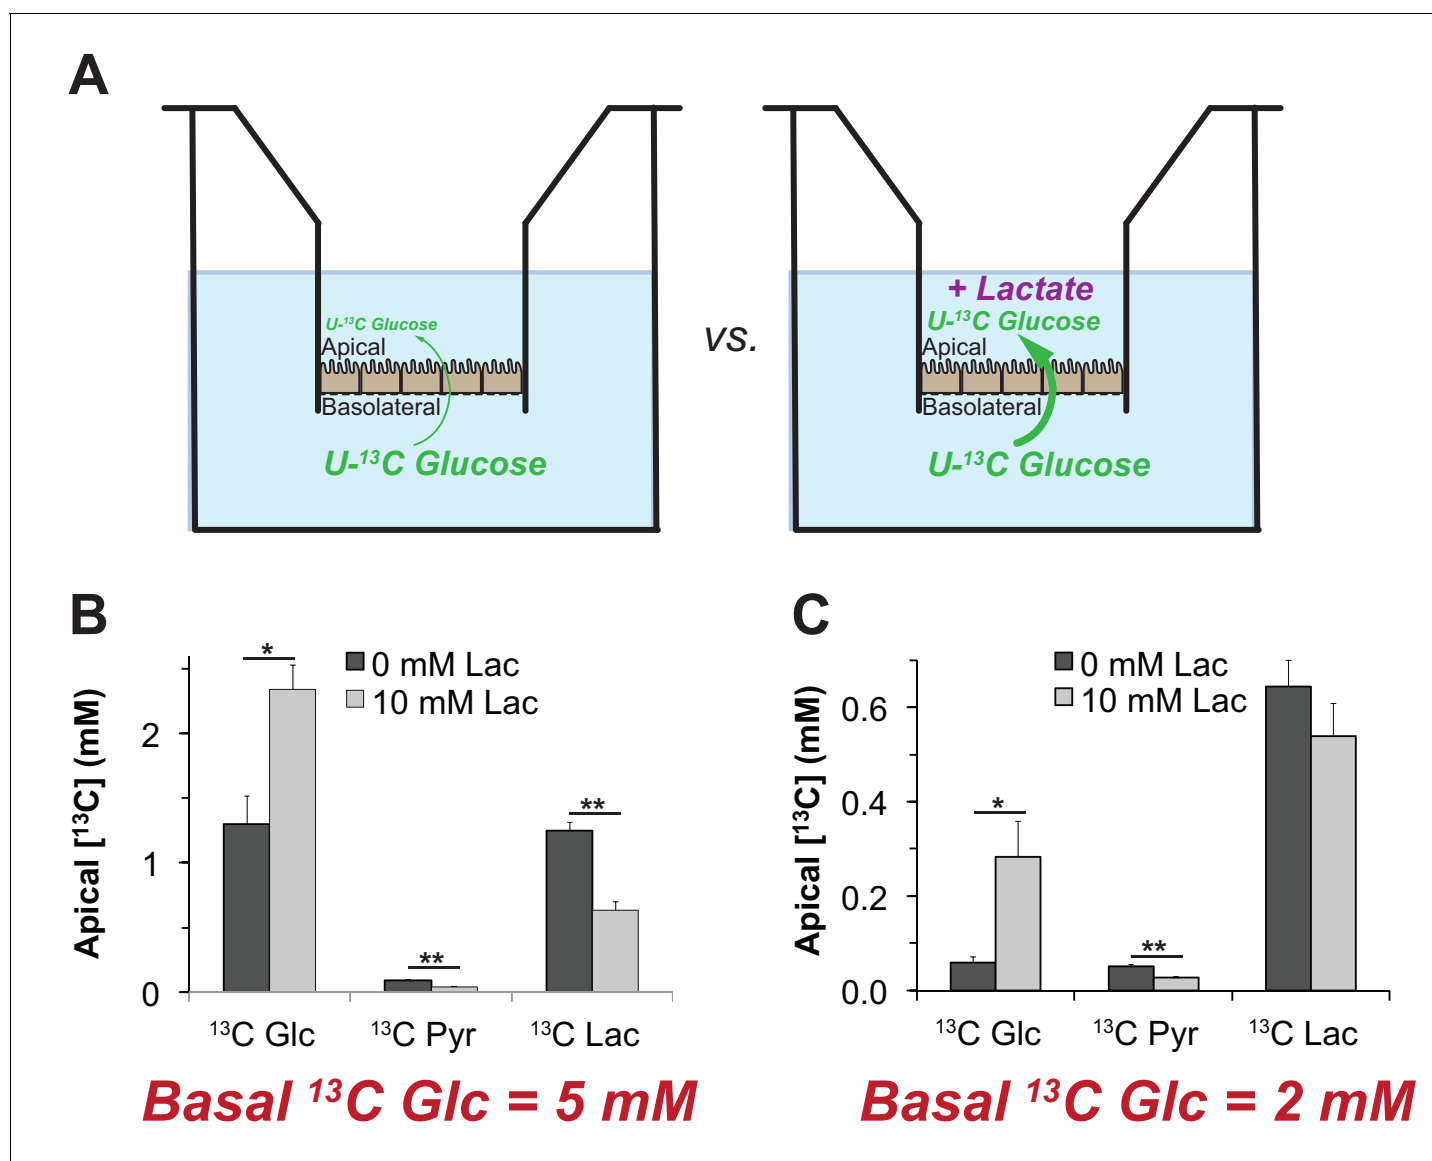 A
U-¹³C Glucose
Apical
Basolateral
U-¹³C Glucose
vs.
+ Lactate
U-¹³C Glucose
Apical
Basolateral
U-¹³C Glucose
B
0 mM Lac
10 mM Lac
Apical [¹³C] (mM)
2
1
0
*
**
**
¹³C Glc
¹³C Pyr
¹³C Lac
Basal ¹³C Glc = 5 mM
C
0 mM Lac
10 mM Lac
Apical [¹³C] (mM)
0.6
0.4
0.2
0.0
*
**
¹³C Glc
¹³C Pyr
¹³C Lac
Basal ¹³C Glc = 2 mM